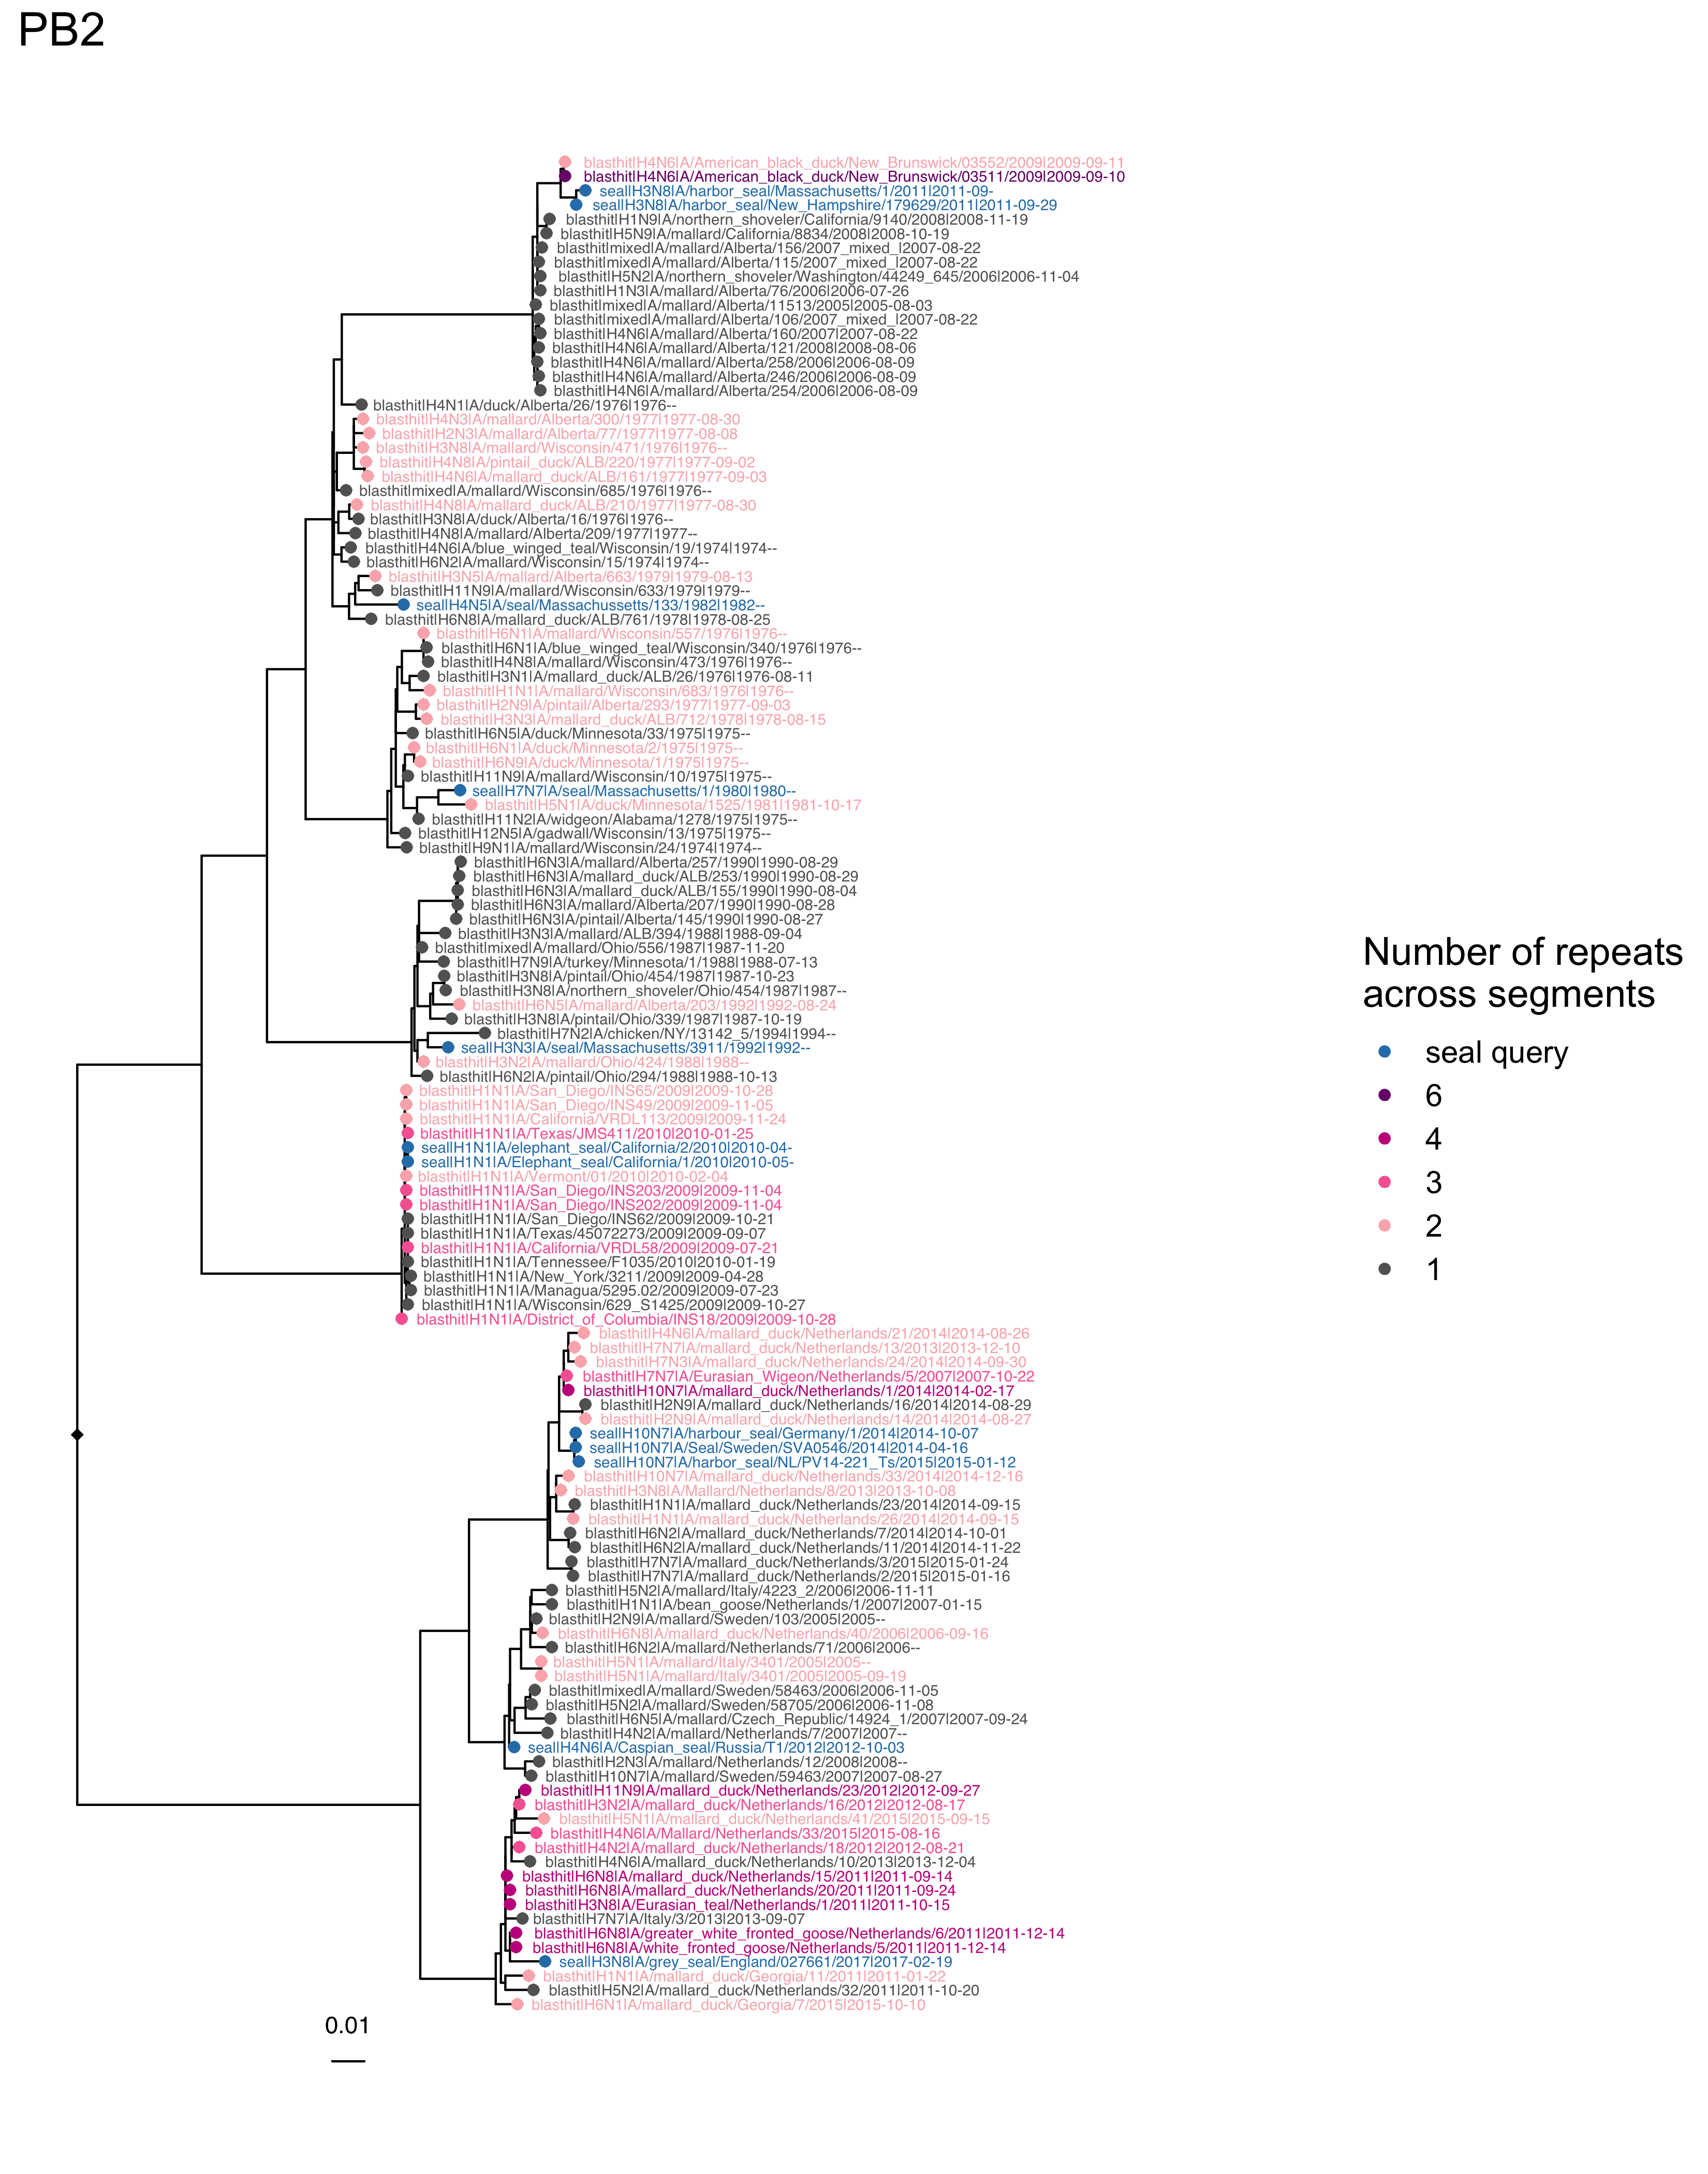 PB2
blasthit|H4N6|A/American_black_duck/New_Brunswick/03552/2009|2009-09-11
blasthit|H4N6|A/American_black_duck/New_Brunswick/03511/2009|2009-09-10
seal|H3N8|A/harbor_seal/Massachusetts/1/2011|2011-09-
seal|H3N8|A/harbor_seal/New_Hampshire/179629/2011|2011-09-29
blasthit|H1N9|A/northern_shoveler/California/9140/2008|2008-11-19
blasthit|H5N9|A/mallard/California/8834/2008|2008-10-19
blasthit|mixed|A/mallard/Alberta/156/2007_mixed_|2007-08-22
blasthit|mixed|A/mallard/Alberta/115/2007_mixed_|2007-08-22
blasthit|H5N2|A/northern_shoveler/Washington/44249_645/2006|2006-11-04
blasthit|H1N3|A/mallard/Alberta/76/2006|2006-07-26
blasthit|mixed|A/mallard/Alberta/11513/2005|2005-08-03
blasthit|mixed|A/mallard/Alberta/106/2007_mixed_|2007-08-22
blasthit|H4N6|A/mallard/Alberta/160/2007|2007-08-22
blasthit|H4N6|A/mallard/Alberta/121/2008|2008-08-06
blasthit|H4N6|A/mallard/Alberta/258/2006|2006-08-09
blasthit|H4N6|A/mallard/Alberta/246/2006|2006-08-09
blasthit|H4N6|A/mallard/Alberta/254/2006|2006-08-09
blasthit|H4N1|A/duck/Alberta/26/1976|1976--
blasthit|H4N3|A/mallard/Alberta/300/1977|1977-08-30
blasthit|H2N3|A/mallard/Alberta/77/1977|1977-08-08
blasthit|H3N8|A/mallard/Wisconsin/471/1976|1976--
blasthit|H4N8|A/pintail_duck/ALB/220/1977|1977-09-02
blasthit|H4N6|A/mallard_duck/ALB/161/1977|1977-09-03
blasthit|mixed|A/mallard/Wisconsin/685/1976|1976--
blasthit|H4N8|A/mallard_duck/ALB/210/1977|1977-08-30
blasthit|H3N8|A/duck/Alberta/16/1976|1976--
blasthit|H4N8|A/mallard/Alberta/209/1977|1977--
blasthit|H4N6|A/blue_winged_teal/Wisconsin/19/1974|1974--
blasthit|H6N2|A/mallard/Wisconsin/15/1974|1974--
blasthit|H3N5|A/mallard/Alberta/663/1979|1979-08-13
blasthit|H11N9|A/mallard/Wisconsin/633/1979|1979--
seal|H4N5|A/seal/Massachussetts/133/1982|1982--
blasthit|H6N8|A/mallard_duck/ALB/761/1978|1978-08-25
blasthit|H6N1|A/mallard/Wisconsin/557/1976|1976--
blasthit|H6N1|A/blue_winged_teal/Wisconsin/340/1976|1976--
blasthit|H4N8|A/mallard/Wisconsin/473/1976|1976--
blasthit|H3N1|A/mallard_duck/ALB/26/1976|1976-08-11
blasthit|H1N1|A/mallard/Wisconsin/683/1976|1976--
blasthit|H2N9|A/pintail/Alberta/293/1977|1977-09-03
blasthit|H3N3|A/mallard_duck/ALB/712/1978|1978-08-15
blasthit|H6N5|A/duck/Minnesota/33/1975|1975--
blasthit|H6N1|A/duck/Minnesota/2/1975|1975--
blasthit|H6N9|A/duck/Minnesota/1/1975|1975--
blasthit|H11N9|A/mallard/Wisconsin/10/1975|1975--
seal|H7N7|A/seal/Massachusetts/1/1980|1980--
blasthit|H5N1|A/duck/Minnesota/1525/1981|1981-10-17
blasthit|H11N2|A/widgeon/Alabama/1278/1975|1975--
blasthit|H12N5|A/gadwall/Wisconsin/13/1975|1975--
blasthit|H9N1|A/mallard/Wisconsin/24/1974|1974--
blasthit|H6N3|A/mallard/Alberta/257/1990|1990-08-29
blasthit|H6N3|A/mallard_duck/ALB/253/1990|1990-08-29
blasthit|H6N3|A/mallard_duck/ALB/155/1990|1990-08-04
blasthit|H6N3|A/mallard/Alberta/207/1990|1990-08-28
blasthit|H6N3|A/pintail/Alberta/145/1990|1990-08-27
blasthit|H3N3|A/mallard/ALB/394/1988|1988-09-04
blasthit|mixed|A/mallard/Ohio/556/1987|1987-11-20
blasthit|H7N9|A/turkey/Minnesota/1/1988|1988-07-13
blasthit|H3N8|A/pintail/Ohio/454/1987|1987-10-23
blasthit|H3N8|A/northern_shoveler/Ohio/454/1987|1987--
blasthit|H6N5|A/mallard/Alberta/203/1992|1992-08-24
blasthit|H3N8|A/pintail/Ohio/339/1987|1987-10-19
blasthit|H7N2|A/chicken/NY/13142_5/1994|1994--
seal|H3N3|A/seal/Massachusetts/3911/1992|1992--
blasthit|H3N2|A/mallard/Ohio/424/1988|1988--
blasthit|H6N2|A/pintail/Ohio/294/1988|1988-10-13
blasthit|H1N1|A/San_Diego/INS65/2009|2009-10-28
blasthit|H1N1|A/San_Diego/INS49/2009|2009-11-05
blasthit|H1N1|A/California/VRDL113/2009|2009-11-24
blasthit|H1N1|A/Texas/JMS411/2010|2010-01-25
seal|H1N1|A/elephant_seal/California/2/2010|2010-04-
seal|H1N1|A/Elephant_seal/California/1/2010|2010-05-
blasthit|H1N1|A/Vermont/01/2010|2010-02-04
blasthit|H1N1|A/San_Diego/INS203/2009|2009-11-04
blasthit|H1N1|A/San_Diego/INS202/2009|2009-11-04
blasthit|H1N1|A/San_Diego/INS62/2009|2009-10-21
blasthit|H1N1|A/Texas/45072273/2009|2009-09-07
blasthit|H1N1|A/California/VRDL58/2009|2009-07-21
blasthit|H1N1|A/Tennessee/F1035/2010|2010-01-19
blasthit|H1N1|A/New_York/3211/2009|2009-04-28
blasthit|H1N1|A/Managua/5295.02/2009|2009-07-23
blasthit|H1N1|A/Wisconsin/629_S1425/2009|2009-10-27
blasthit|H1N1|A/District_of_Columbia/INS18/2009|2009-10-28
blasthit|H4N6|A/mallard_duck/Netherlands/21/2014|2014-08-26
blasthit|H7N7|A/mallard_duck/Netherlands/13/2013|2013-12-10
blasthit|H7N3|A/mallard_duck/Netherlands/24/2014|2014-09-30
blasthit|H7N7|A/Eurasian_Wigeon/Netherlands/5/2007|2007-10-22
blasthit|H10N7|A/mallard_duck/Netherlands/1/2014|2014-02-17
blasthit|H2N9|A/mallard_duck/Netherlands/16/2014|2014-08-29
blasthit|H2N9|A/mallard_duck/Netherlands/14/2014|2014-08-27
seal|H10N7|A/harbour_seal/Germany/1/2014|2014-10-07
seal|H10N7|A/Seal/Sweden/SVA0546/2014|2014-04-16
seal|H10N7|A/harbor_seal/NL/PV14-221_Ts/2015|2015-01-12
blasthit|H10N7|A/mallard_duck/Netherlands/33/2014|2014-12-16
blasthit|H3N8|A/Mallard/Netherlands/8/2013|2013-10-08
blasthit|H1N1|A/mallard_duck/Netherlands/23/2014|2014-09-15
blasthit|H1N1|A/mallard_duck/Netherlands/26/2014|2014-09-15
blasthit|H6N2|A/mallard_duck/Netherlands/7/2014|2014-10-01
blasthit|H6N2|A/mallard_duck/Netherlands/11/2014|2014-11-22
blasthit|H7N7|A/mallard_duck/Netherlands/3/2015|2015-01-24
blasthit|H7N7|A/mallard_duck/Netherlands/2/2015|2015-01-16
blasthit|H5N2|A/mallard/Italy/4223_2/2006|2006-11-11
blasthit|H1N1|A/bean_goose/Netherlands/1/2007|2007-01-15
blasthit|H2N9|A/mallard/Sweden/103/2005|2005--
blasthit|H6N8|A/mallard_duck/Netherlands/40/2006|2006-09-16
blasthit|H6N2|A/mallard/Netherlands/71/2006|2006--
blasthit|H5N1|A/mallard/Italy/3401/2005|2005--
blasthit|H5N1|A/mallard/Italy/3401/2005|2005-09-19
blasthit|mixed|A/mallard/Sweden/58463/2006|2006-11-05
blasthit|H5N2|A/mallard/Sweden/58705/2006|2006-11-08
blasthit|H6N5|A/mallard/Czech_Republic/14924_1/2007|2007-09-24
blasthit|H4N2|A/mallard/Netherlands/7/2007|2007--
seal|H4N6|A/Caspian_seal/Russia/T1/2012|2012-10-03
blasthit|H2N3|A/mallard/Netherlands/12/2008|2008--
blasthit|H10N7|A/mallard/Sweden/59463/2007|2007-08-27
blasthit|H11N9|A/mallard_duck/Netherlands/23/2012|2012-09-27
blasthit|H3N2|A/mallard_duck/Netherlands/16/2012|2012-08-17
blasthit|H5N1|A/mallard_duck/Netherlands/41/2015|2015-09-15
blasthit|H4N6|A/Mallard/Netherlands/33/2015|2015-08-16
blasthit|H4N2|A/mallard_duck/Netherlands/18/2012|2012-08-21
blasthit|H4N6|A/mallard_duck/Netherlands/10/2013|2013-12-04
blasthit|H6N8|A/mallard_duck/Netherlands/15/2011|2011-09-14
blasthit|H6N8|A/mallard_duck/Netherlands/20/2011|2011-09-24
blasthit|H3N8|A/Eurasian_teal/Netherlands/1/2011|2011-10-15
blasthit|H7N7|A/Italy/3/2013|2013-09-07
blasthit|H6N8|A/greater_white_fronted_goose/Netherlands/6/2011|2011-12-14
blasthit|H6N8|A/white_fronted_goose/Netherlands/5/2011|2011-12-14
seal|H3N8|A/grey_seal/England/027661/2017|2017-02-19
blasthit|H1N1|A/mallard_duck/Georgia/11/2011|2011-01-22
blasthit|H5N2|A/mallard_duck/Netherlands/32/2011|2011-10-20
blasthit|H6N1|A/mallard_duck/Georgia/7/2015|2015-10-10
0.01
Number of repeats
across segments
seal query
6
4
3
2
1